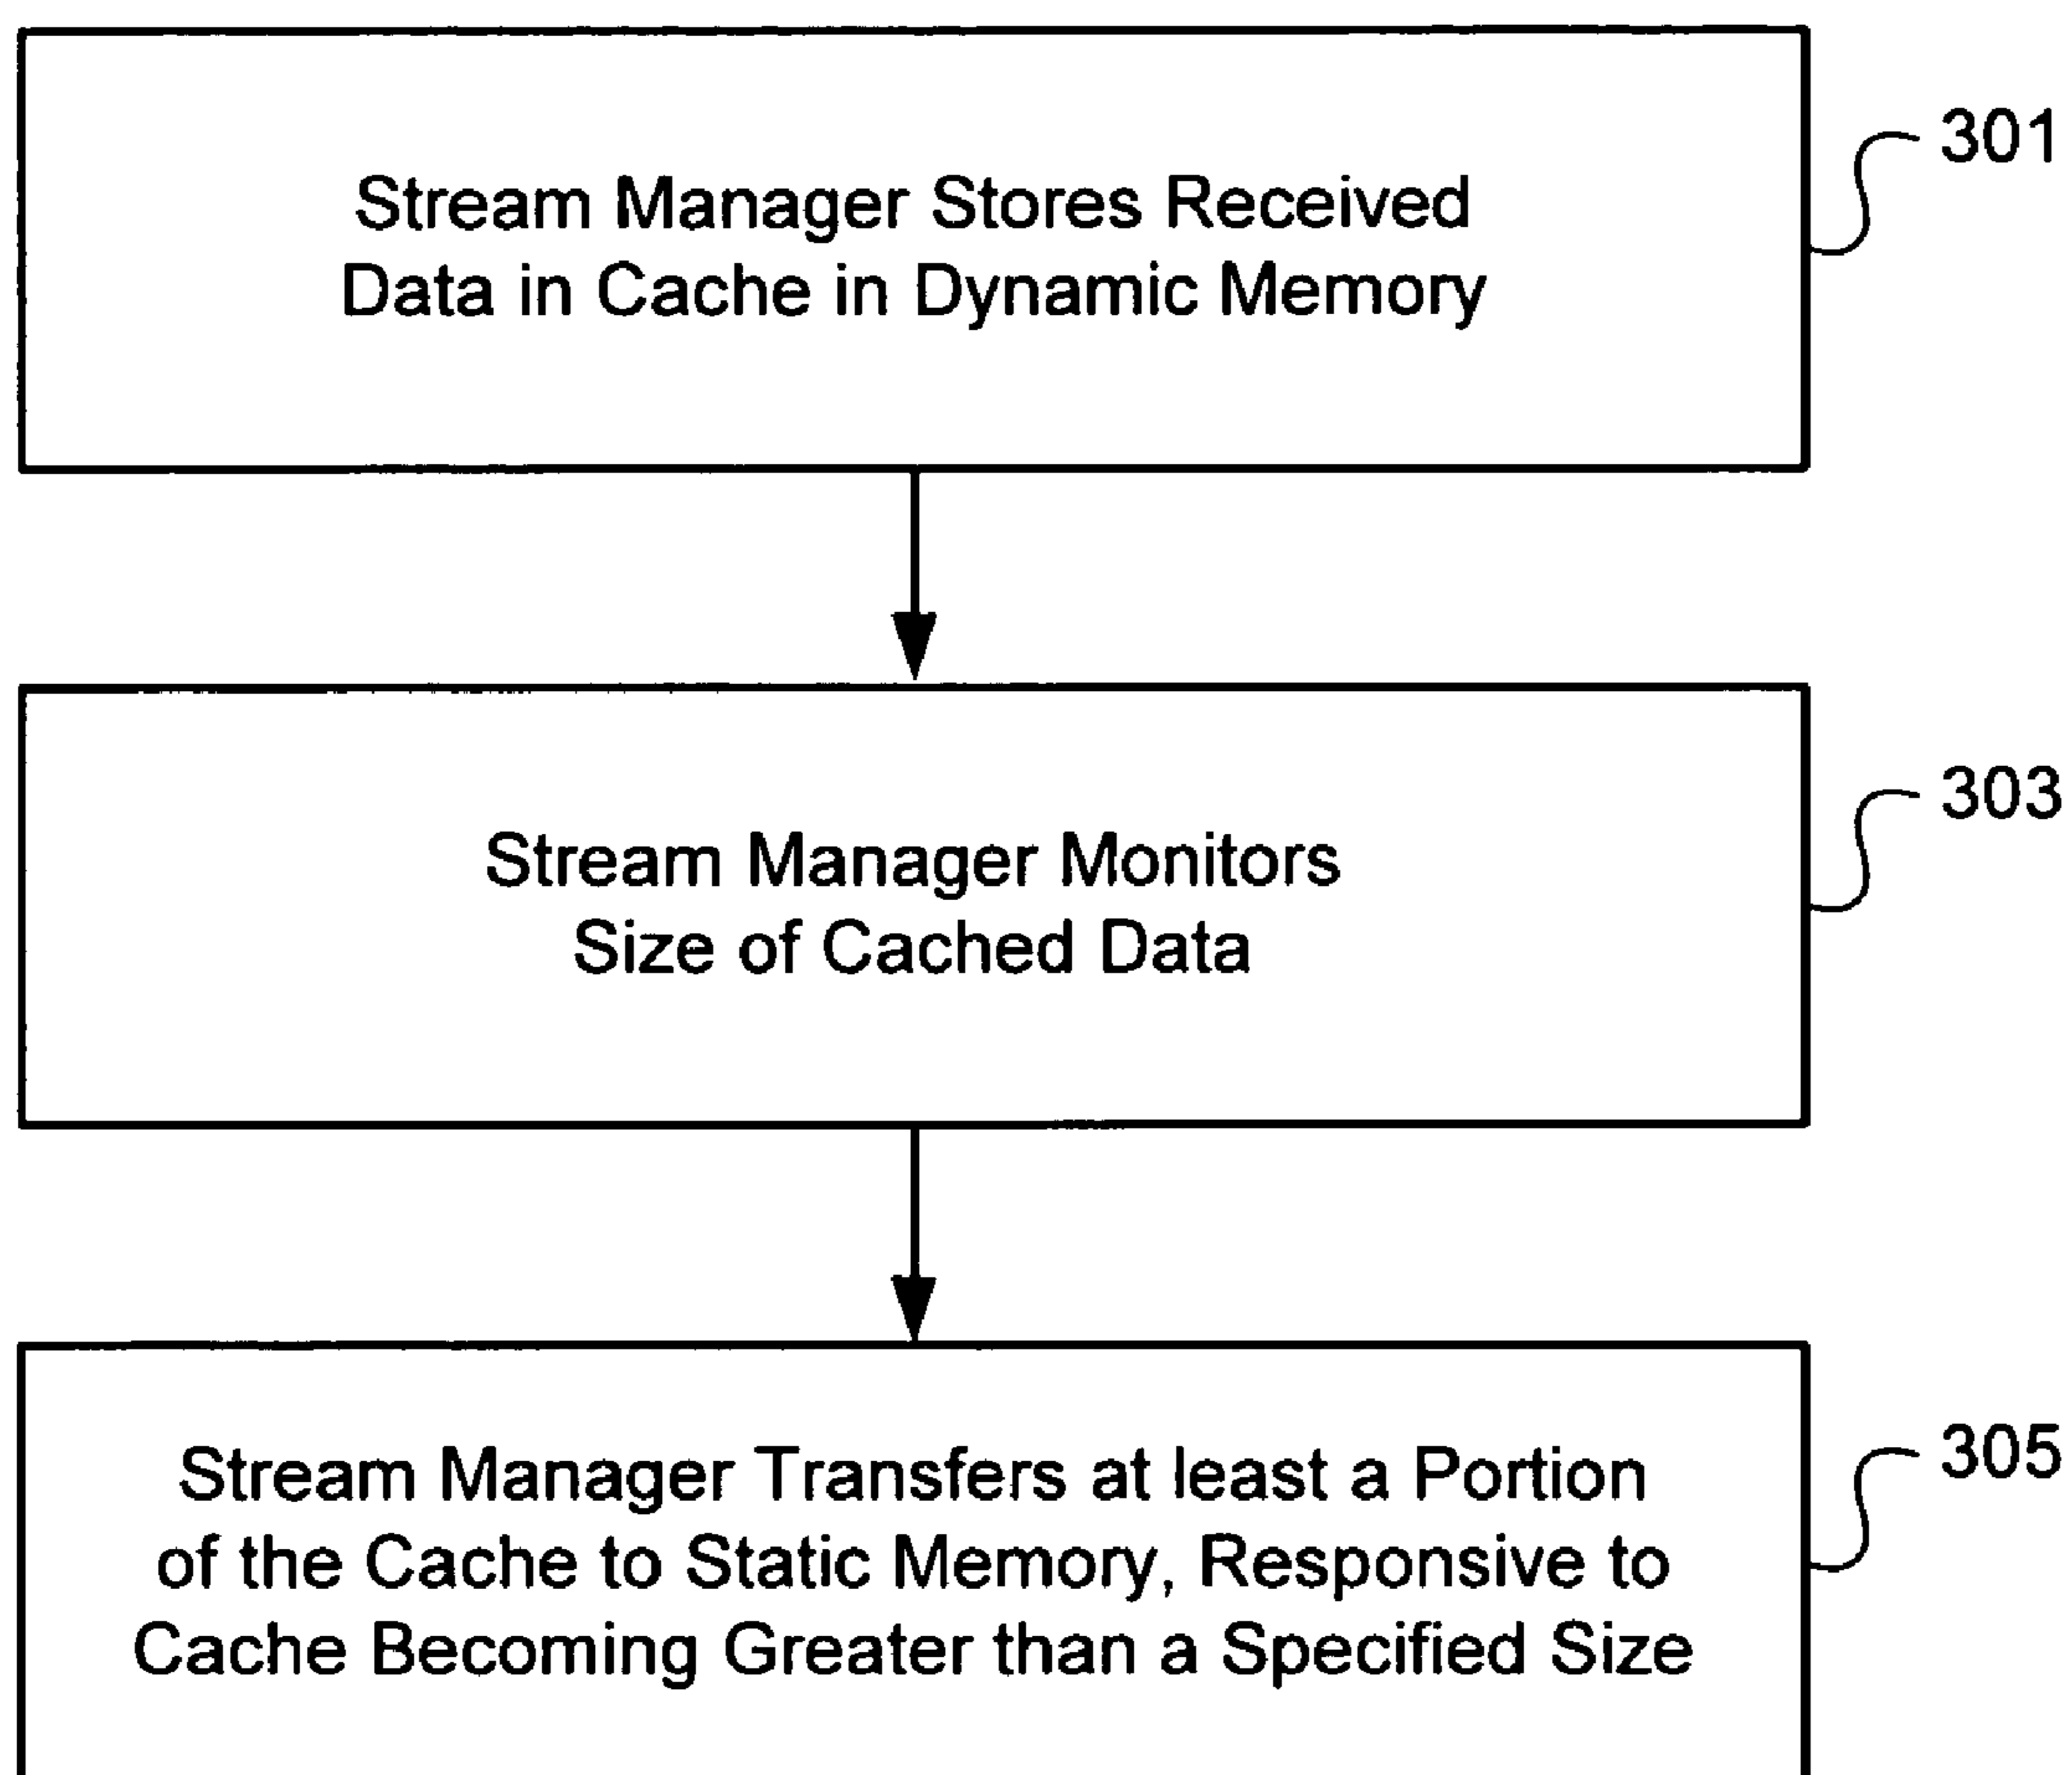 Stream Manager Stores Received
Data in Cache in Dynamic Memory
301
Stream Manager Monitors
Size of Cached Data
303
Stream Manager Transfers at least a Portion
of the Cache to Static Memory, Responsive to
Cache Becoming Greater than a Specified Size
305